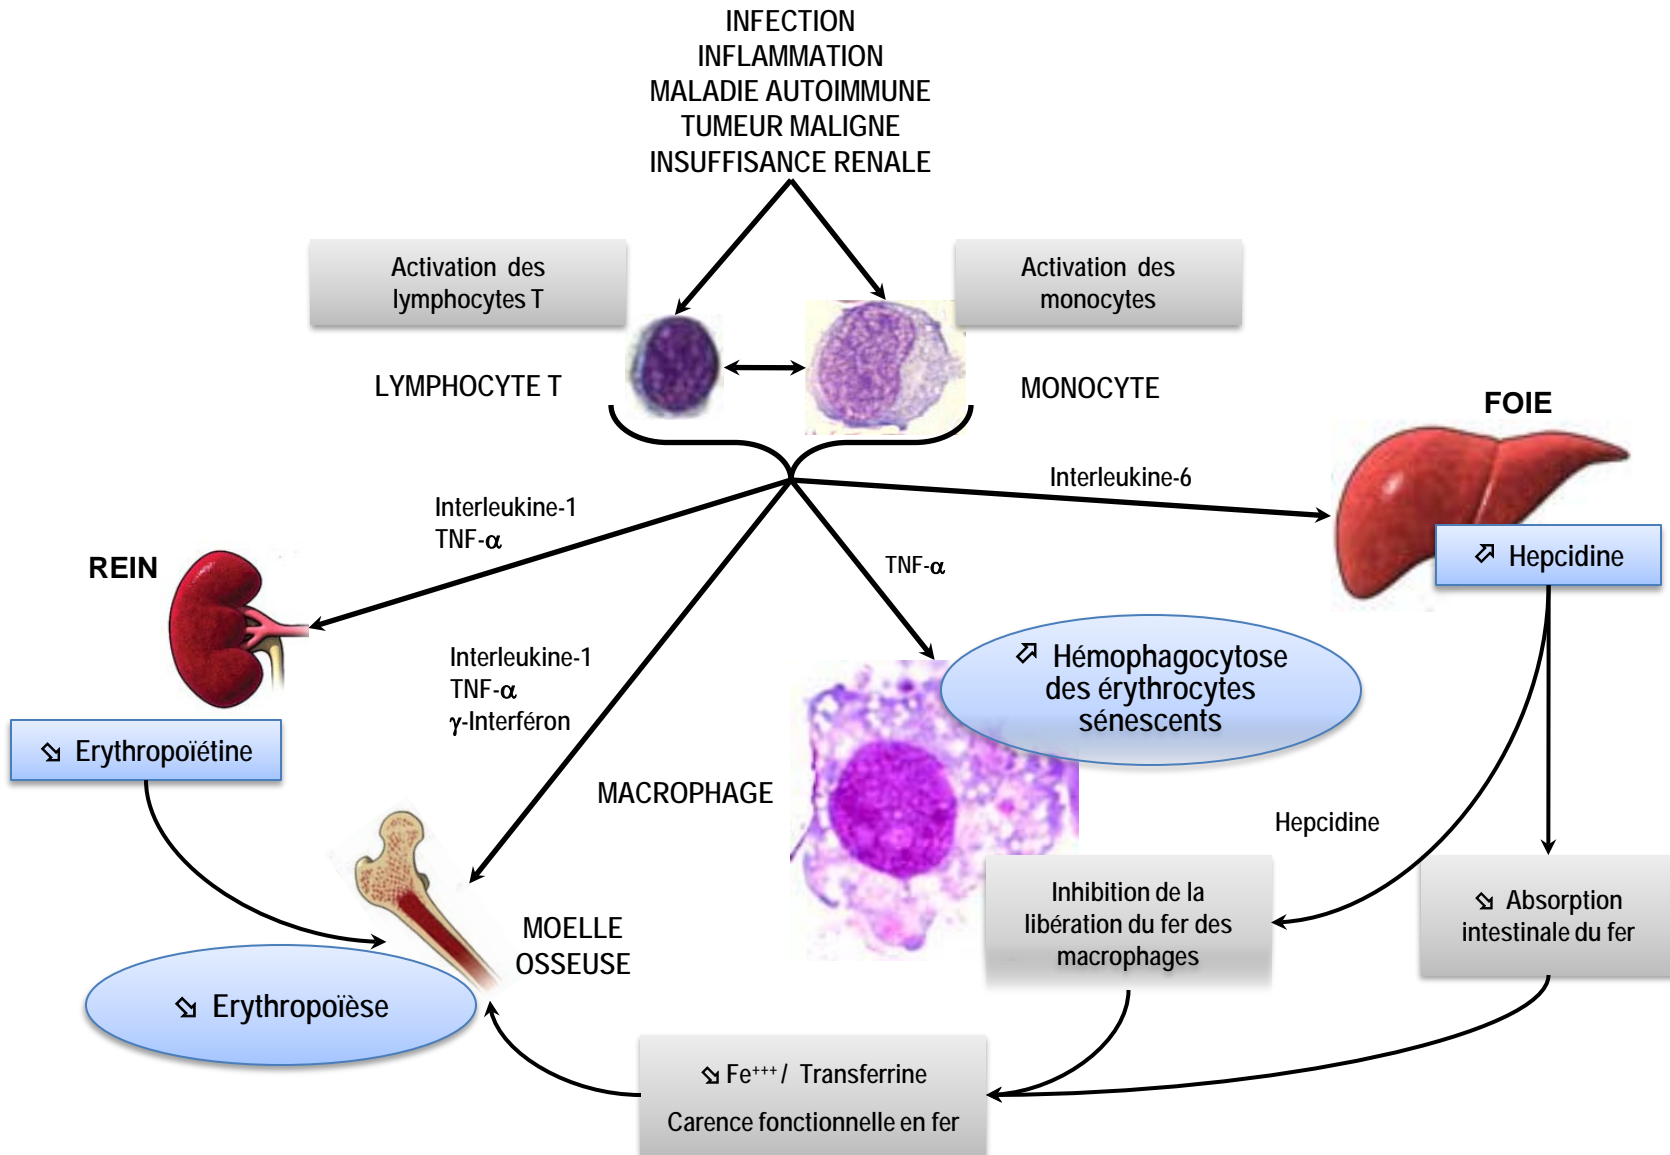 INFECTION
INFLAMMATION
MALADIE AUTOIMMUNE
TUMEUR MALIGNE
INSUFFISANCE RENALE
Activation des
lymphocytes T
Activation des
monocytes
LYMPHOCYTE T
MONOCYTE
FOIE
Interleukine-6
Interleukine-1
TNF-α
TNF-α
REIN
⬂ Erythropoïétine
⬀ Hepcidine
Interleukine-1
TNF-α
γ-Interféron
⬀ Hémophagocytose
des érythrocytes
sénescents
MACROPHAGE
Hepcidine
Inhibition de la
libération du fer des
macrophages
⬂ Absorption
intestinale du fer
MOELLE
OSSEUSE
⬂ Erythropoïèse
⬂ Fe⁺⁺⁺ / Transferrine
Carence fonctionnelle en fer